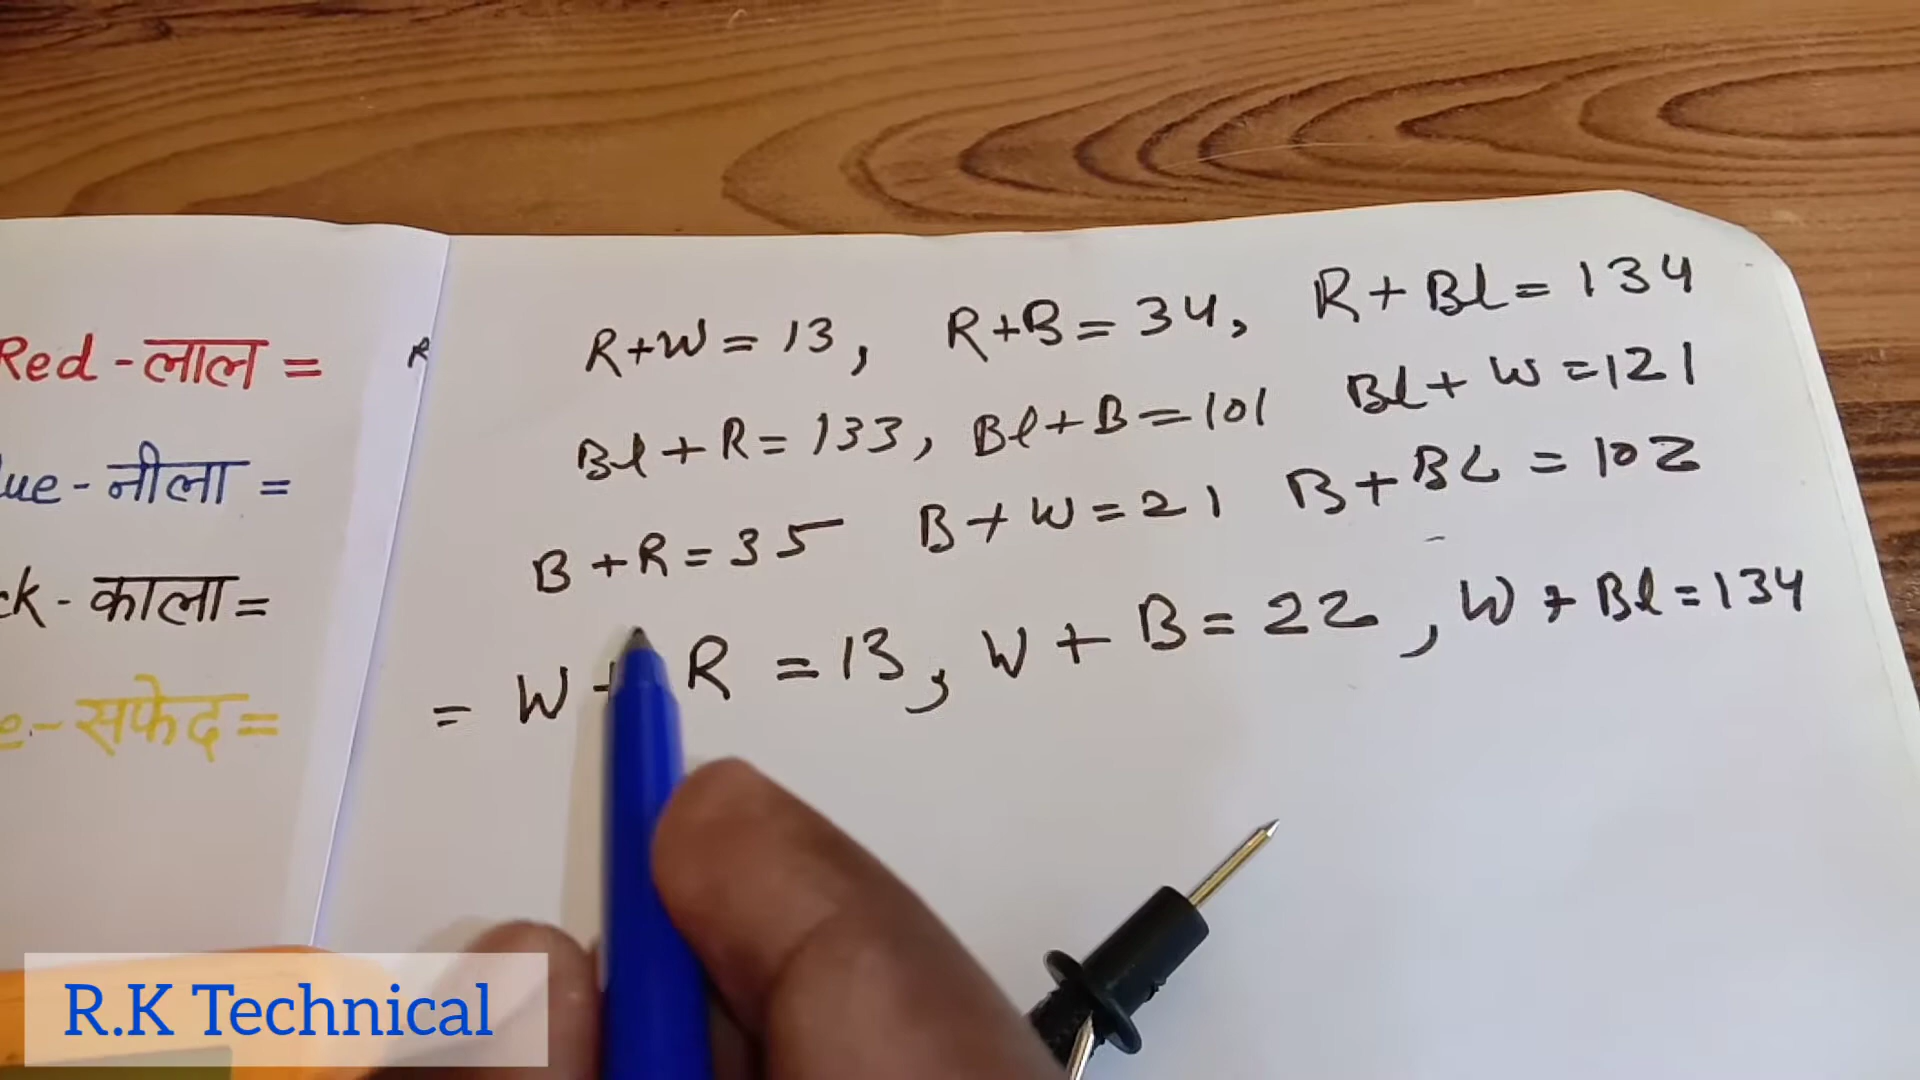 Red - लाल =
ue - नीला =
ck - काला =
e - सफेद =
R
R+W = 13, R+B = 34, R+Bl = 134
Bl+R = 133, Bl+B = 101 Bl+W = 121
B+R = 35 B+W = 21 B+BL = 102
= W+R = 13, W+B = 22, W+Bl = 134
R.K Technical